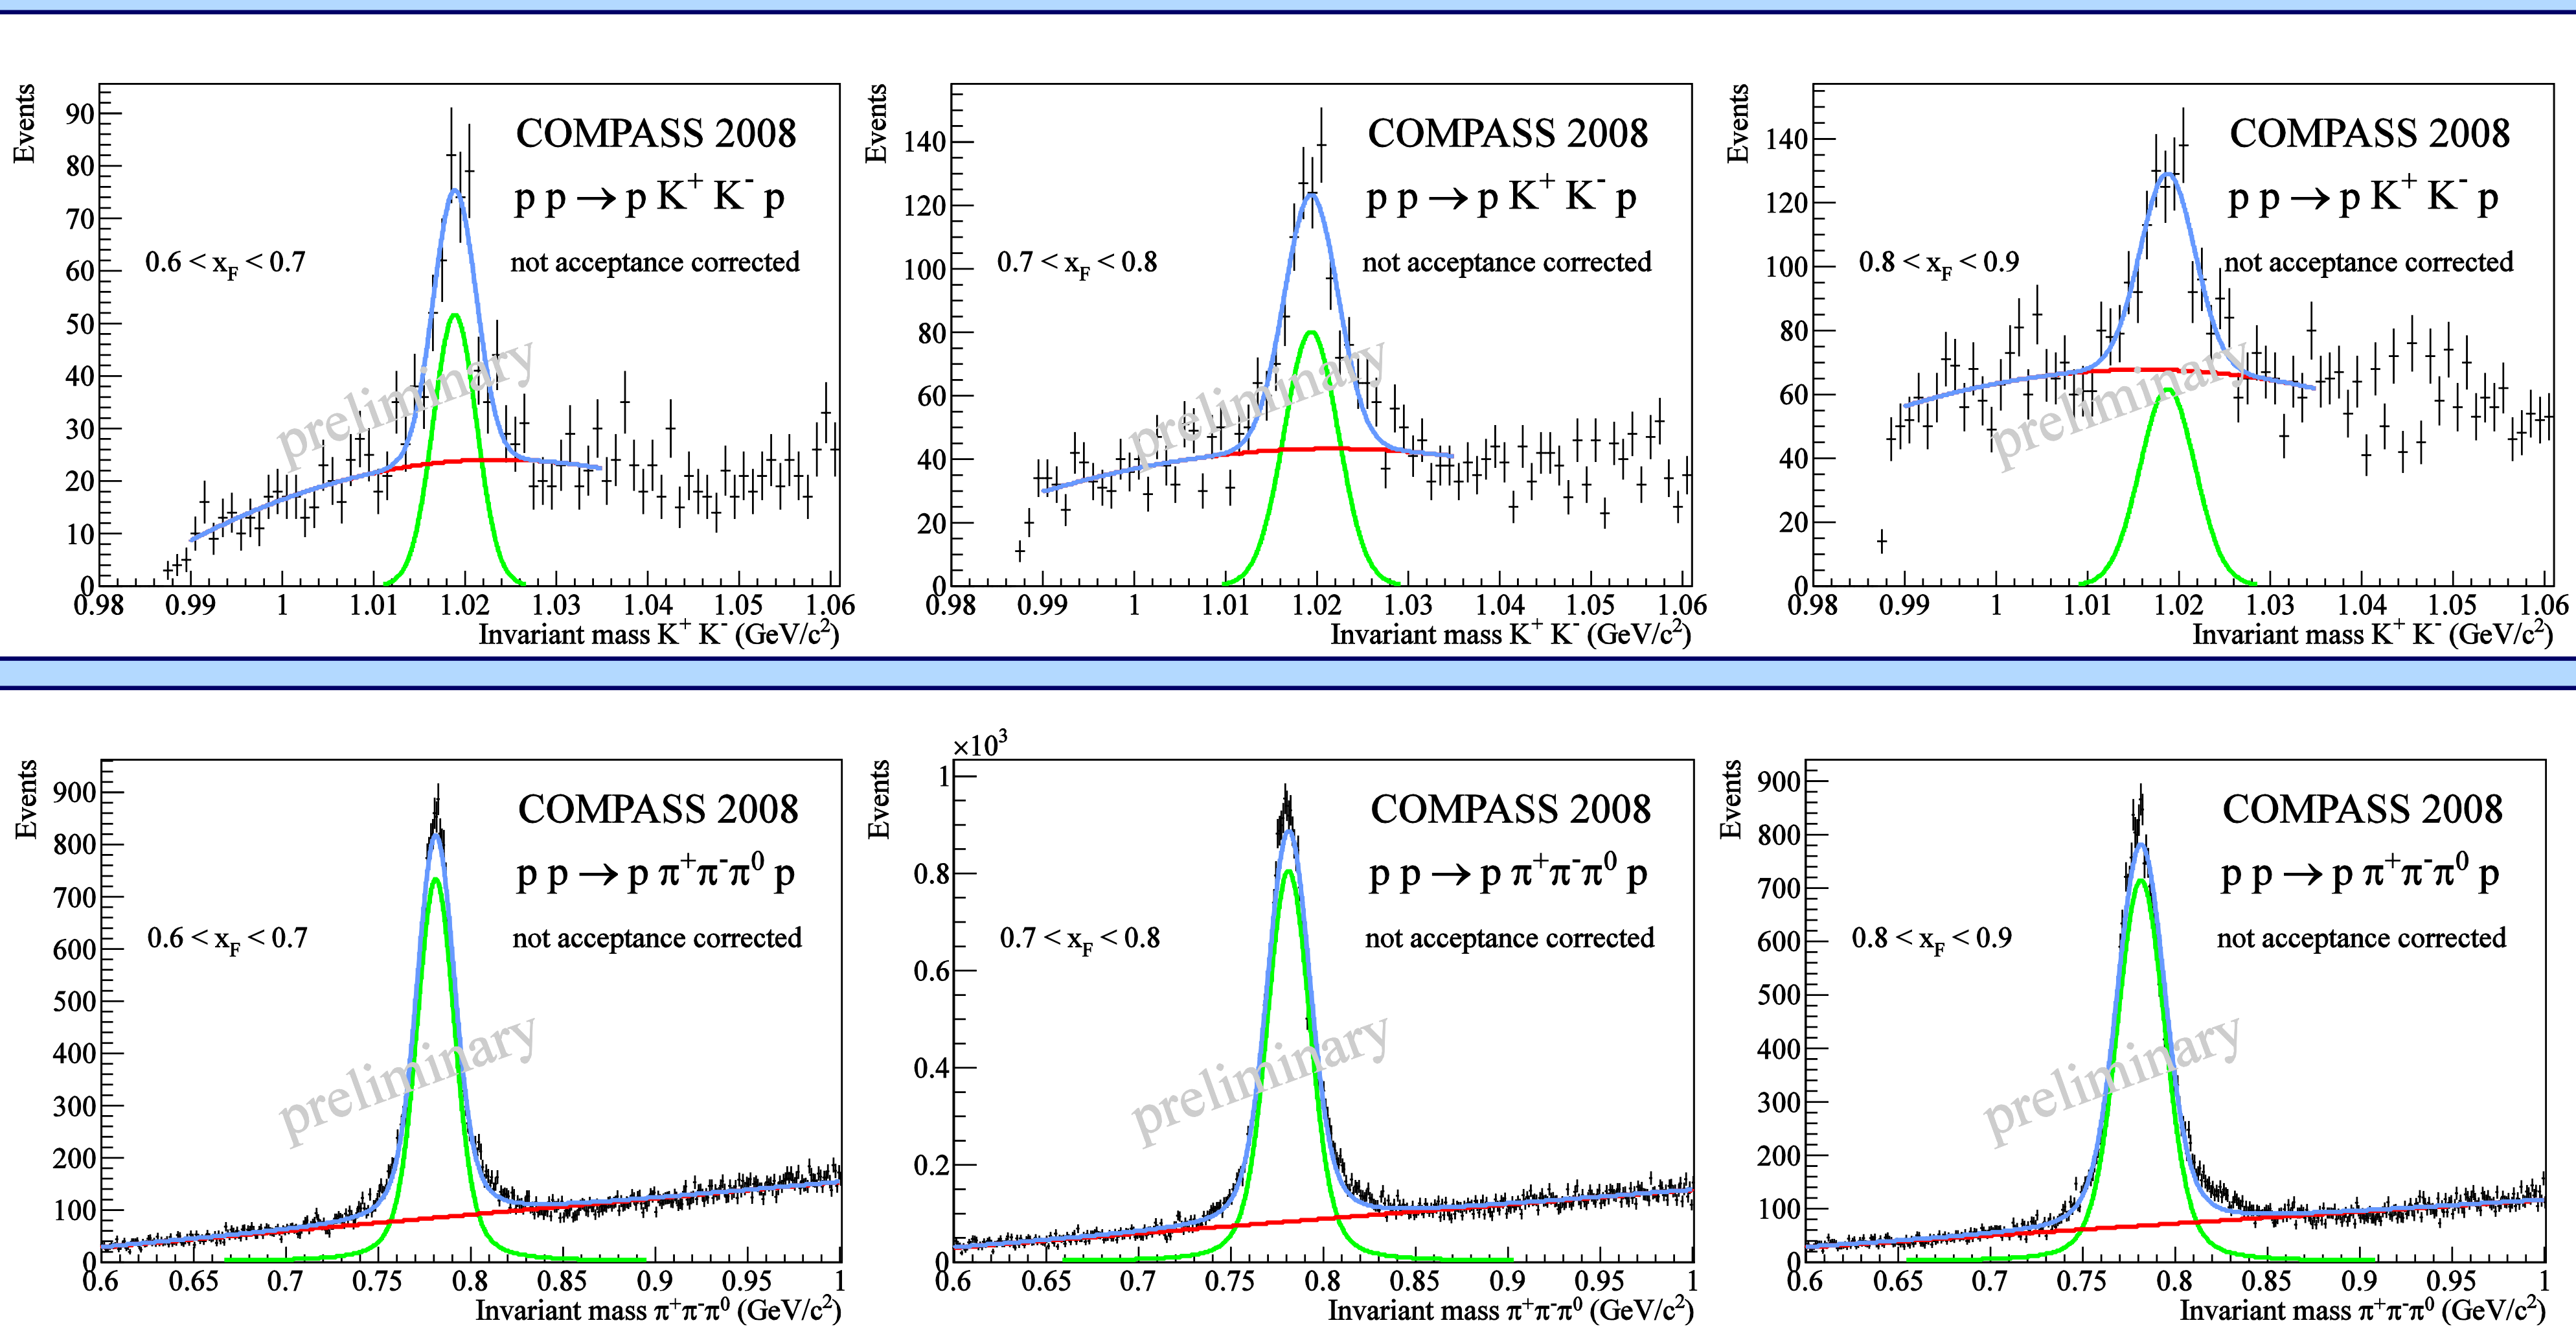 Events
90
80
70
60
50
40
30
20
10
0
COMPASS 2008
p p → p K⁺ K⁻ p
0.6 < x_F < 0.7
not acceptance corrected
preliminary
0.98 0.99 1 1.01 1.02 1.03 1.04 1.05 1.06
Invariant mass K⁺ K⁻ (GeV/c²)
Events
140
120
100
80
60
40
20
0
COMPASS 2008
p p → p K⁺ K⁻ p
0.7 < x_F < 0.8
not acceptance corrected
preliminary
0.98 0.99 1 1.01 1.02 1.03 1.04 1.05 1.06
Invariant mass K⁺ K⁻ (GeV/c²)
Events
140
120
100
80
60
40
20
0
COMPASS 2008
p p → p K⁺ K⁻ p
0.8 < x_F < 0.9
not acceptance corrected
preliminary
0.98 0.99 1 1.01 1.02 1.03 1.04 1.05 1.06
Invariant mass K⁺ K⁻ (GeV/c²)
Events
900
800
700
600
500
400
300
200
100
0
COMPASS 2008
p p → p π⁺π⁻π⁰ p
0.6 < x_F < 0.7
not acceptance corrected
preliminary
0.6 0.65 0.7 0.75 0.8 0.85 0.9 0.95 1
Invariant mass π⁺π⁻π⁰ (GeV/c²)
×10³
Events
1
0.8
0.6
0.4
0.2
0
COMPASS 2008
p p → p π⁺π⁻π⁰ p
0.7 < x_F < 0.8
not acceptance corrected
preliminary
0.6 0.65 0.7 0.75 0.8 0.85 0.9 0.95 1
Invariant mass π⁺π⁻π⁰ (GeV/c²)
Events
900
800
700
600
500
400
300
200
100
0
COMPASS 2008
p p → p π⁺π⁻π⁰ p
0.8 < x_F < 0.9
not acceptance corrected
preliminary
0.6 0.65 0.7 0.75 0.8 0.85 0.9 0.95 1
Invariant mass π⁺π⁻π⁰ (GeV/c²)